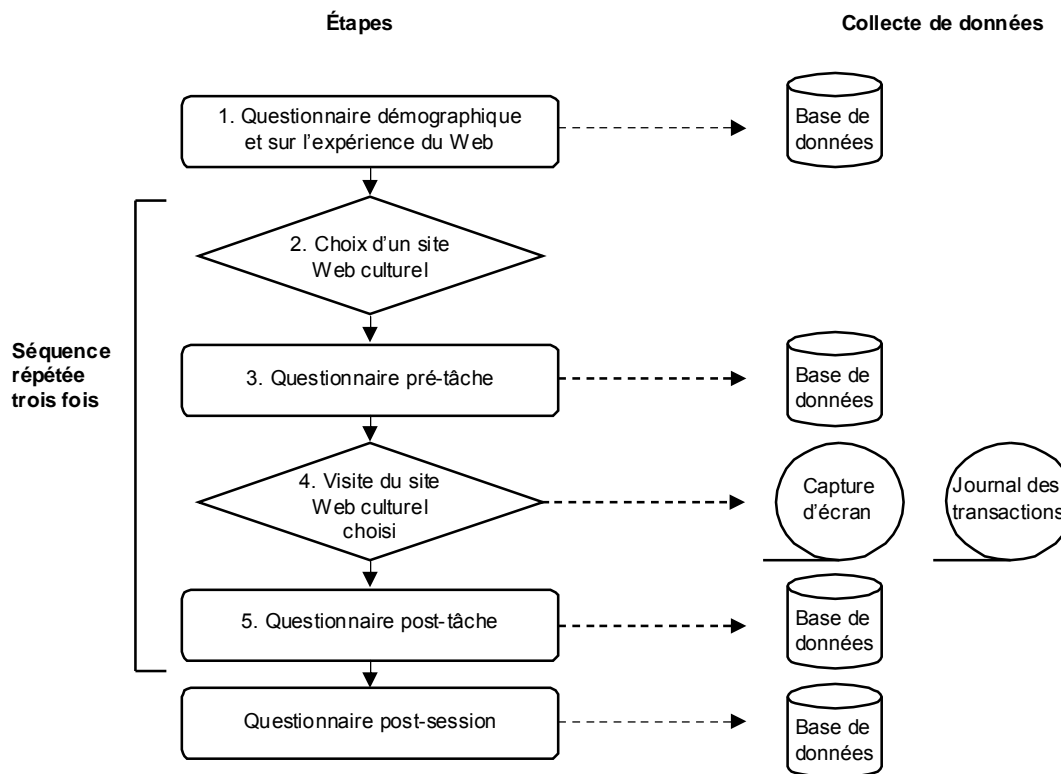 Étapes
Collecte de données
1. Questionnaire démographique
et sur l'expérience du Web
Base de
données
2. Choix d'un site
Web culturel
Séquence
répétée
trois fois
3. Questionnaire pré-tâche
Base de
données
4. Visite du site
Web culturel
choisi
Capture
d'écran
Journal des
transactions
5. Questionnaire post-tâche
Base de
données
Questionnaire post-session
Base de
données